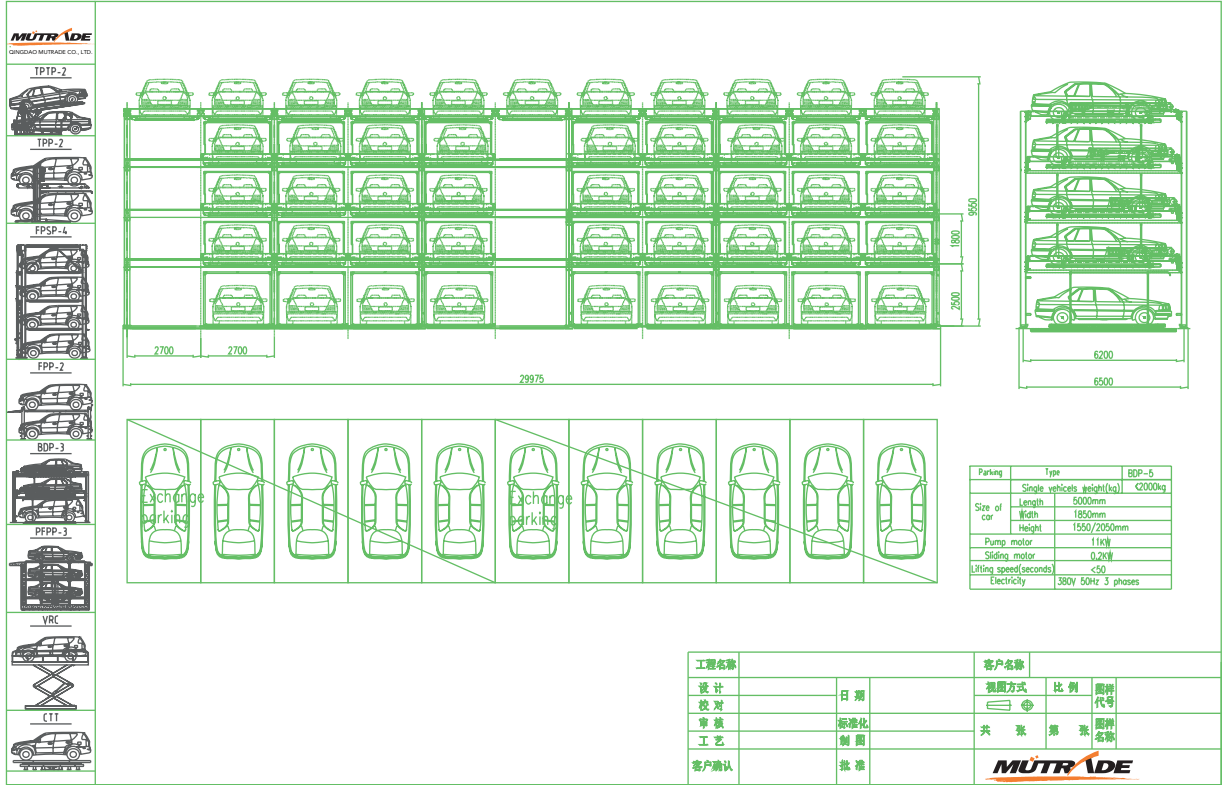 MUTRADE
QINGDAO MUTRADE CO., LTD.
TPTP-2
TPP-2
FPSP-4
FPP-2
BDP-3
PFPP-3
VRC
CTT
9550
1800
2500
2700
2700
29975
6200
6500
Exchange
parking
Exchange
parking
Parking Type BDP-5
Single vehicels weight(kg) <2000kg
Size of car
Length 5000mm
Width 1850mm
Height 1550/2050mm
Pump motor 11KW
Sliding motor 0.2KW
Lifting speed(seconds) <50
Electricity 380V 50Hz 3 phases
工程名称 客户名称
设 计 日 期 视图方式 比 例 图样代号
校 对
审 核 标准化 共 张 第 张 图样名称
工 艺 制 图
客户确认 批 准
MUTRADE